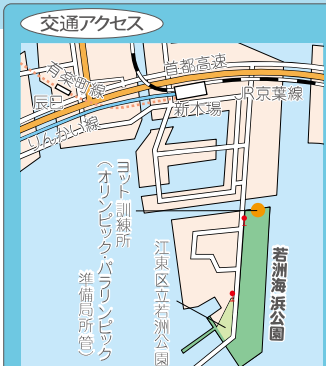 交通アクセス
有楽町線
首都高速
辰巳
新木場
JR京葉線
りんかい線
ヨット訓練所
（オリンピック・パラリンピック
準備局所管）
江東区立若洲公園
若洲海浜公園